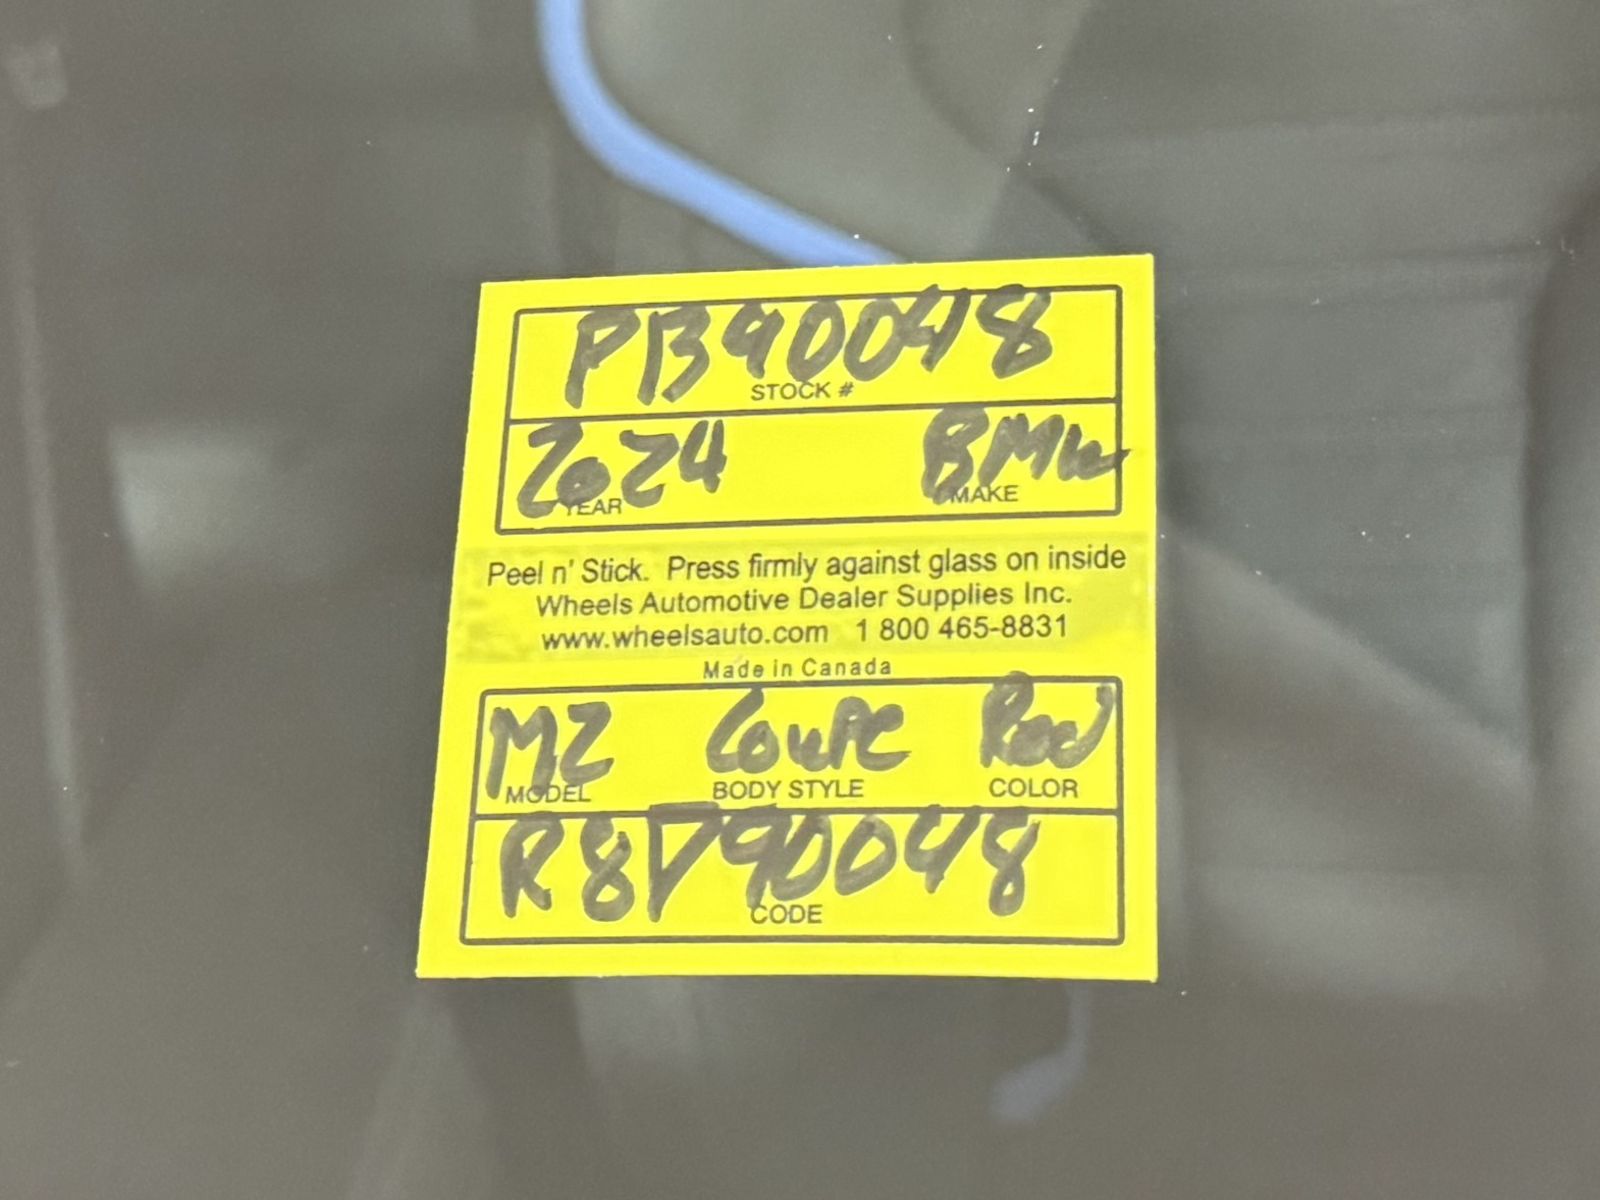 PB90048
STOCK #
2024 BMW
YEAR MAKE
Peel n' Stick. Press firmly against glass on inside
Wheels Automotive Dealer Supplies Inc.
www.wheelsauto.com 1 800 465-8831
Made in Canada
M2 Coupe Red
MODEL BODY STYLE COLOR
R8D90048
CODE